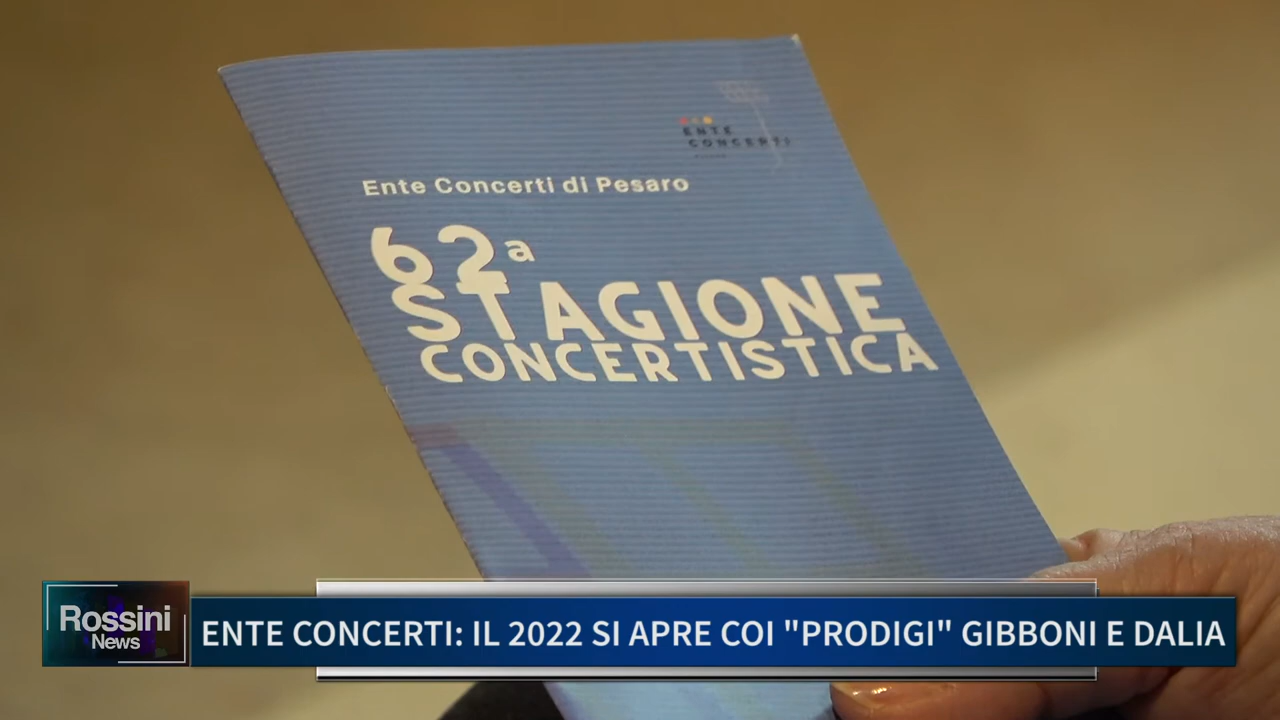 ENTE
CONCERTI
Ente Concerti di Pesaro
62a
STAGIONE
CONCERTISTICA
Rossini
News
ENTE CONCERTI: IL 2022 SI APRE COI "PRODIGI" GIBBONI E DALIA